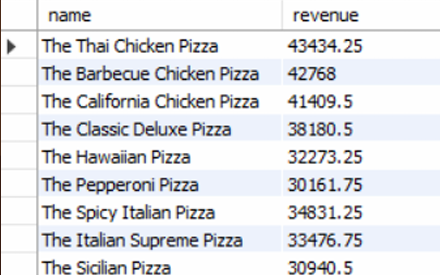 name revenue
The Thai Chicken Pizza 43434.25
The Barbecue Chicken Pizza 42768
The California Chicken Pizza 41409.5
The Classic Deluxe Pizza 38180.5
The Hawaiian Pizza 32273.25
The Pepperoni Pizza 30161.75
The Spicy Italian Pizza 34831.25
The Italian Supreme Pizza 33476.75
The Sicilian Pizza 30940.5